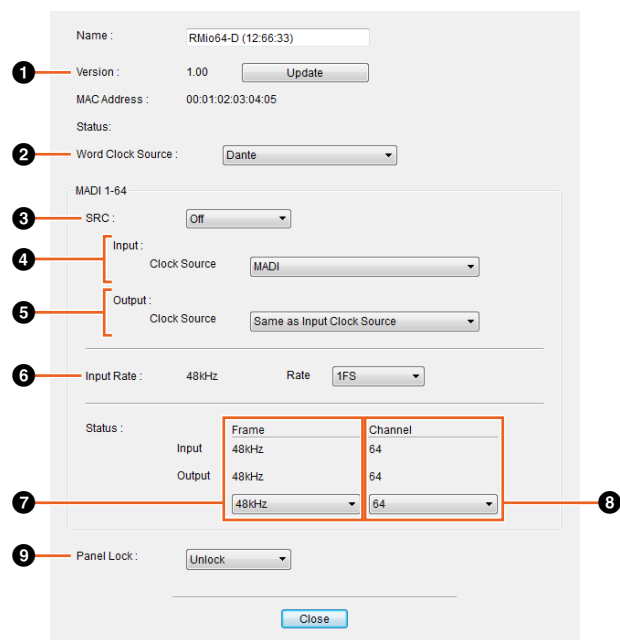 Name : RMio64-D (12:66:33)
1 Version : 1.00 Update
MAC Address : 00:01:02:03:04:05
Status:
2 Word Clock Source : Dante
MADI 1-64
3 SRC : Off
4 Input :
Clock Source MADI
5 Output :
Clock Source Same as Input Clock Source
6 Input Rate : 48kHz Rate 1FS
Status : Frame Channel
Input 48kHz 64
Output 48kHz 64
7 48kHz 64 8
9 Panel Lock : Unlock
Close